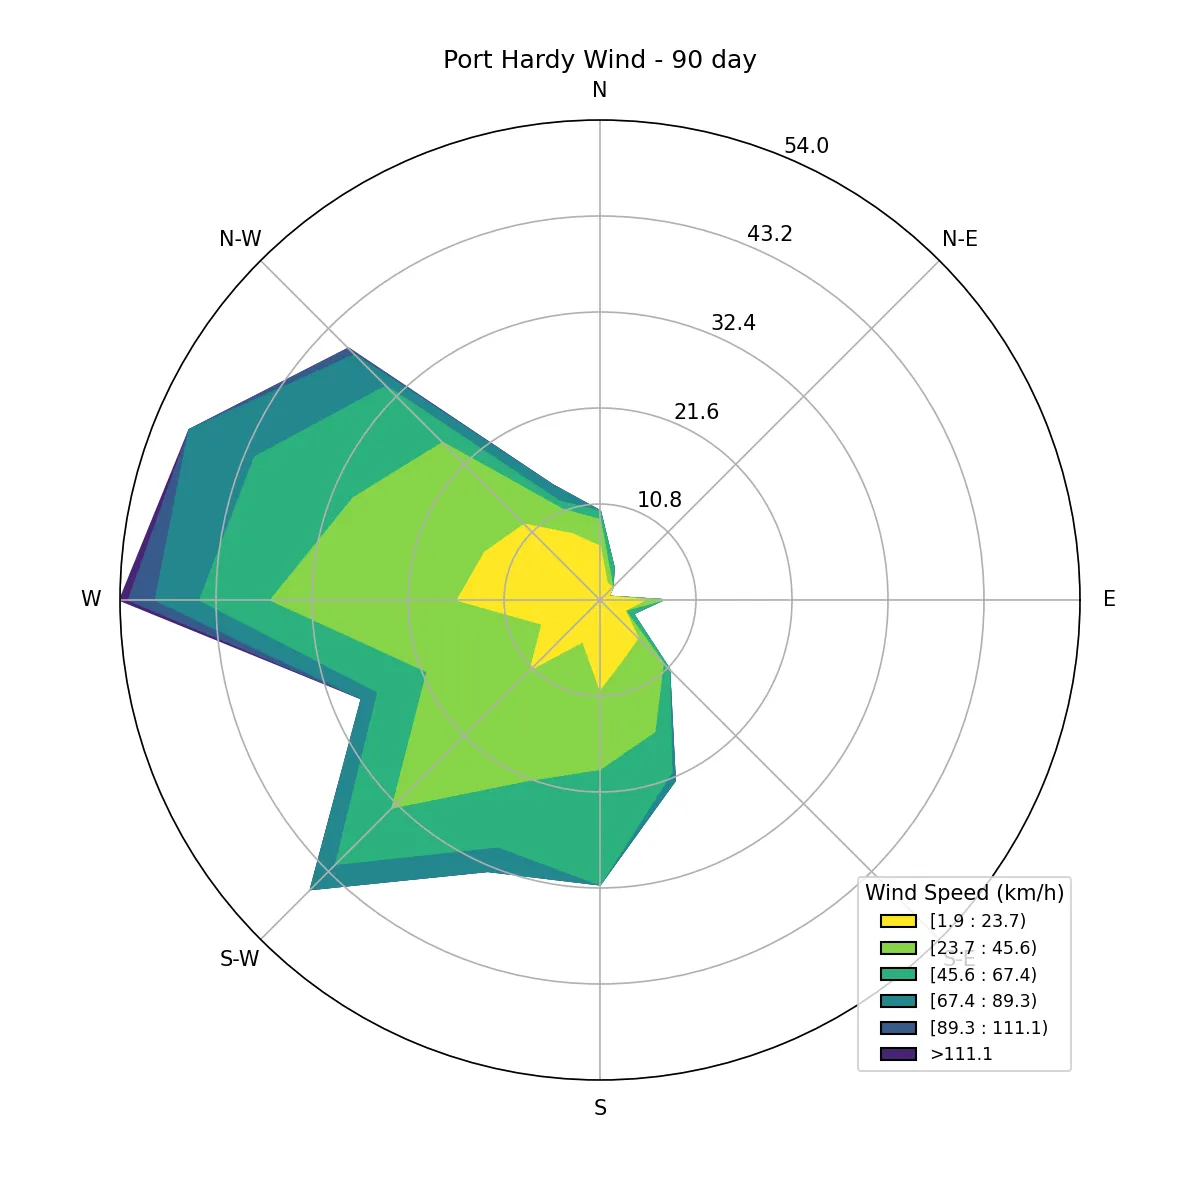 Port Hardy Wind - 90 day
N
54.0
N-W
43.2
N-E
32.4
21.6
10.8
W
E
Wind Speed (km/h)
[1.9 : 23.7)
[23.7 : 45.6)
S-W
S-E
[45.6 : 67.4)
[67.4 : 89.3)
[89.3 : 111.1)
>111.1
S